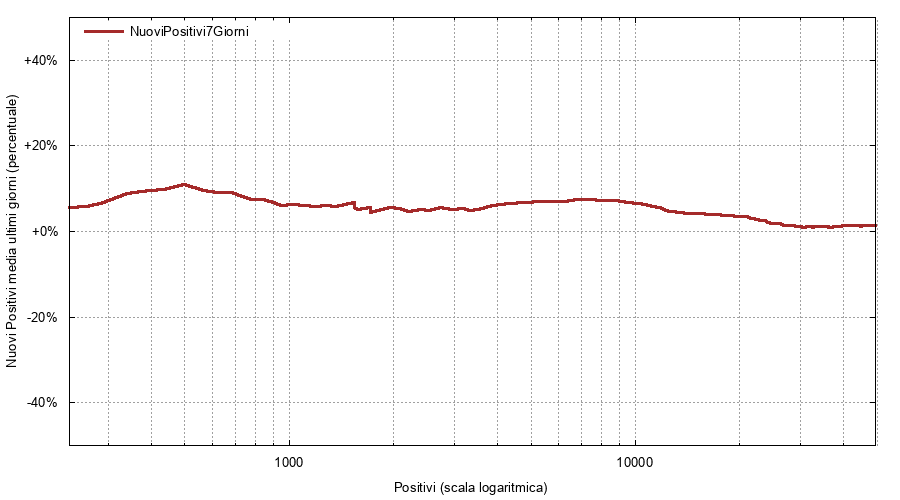 NuoviPositivi7Giorni
+40%
+20%
+0%
-20%
-40%
Nuovi Positivi media ultimi giorni (percentuale)
1000
10000
Positivi (scala logaritmica)